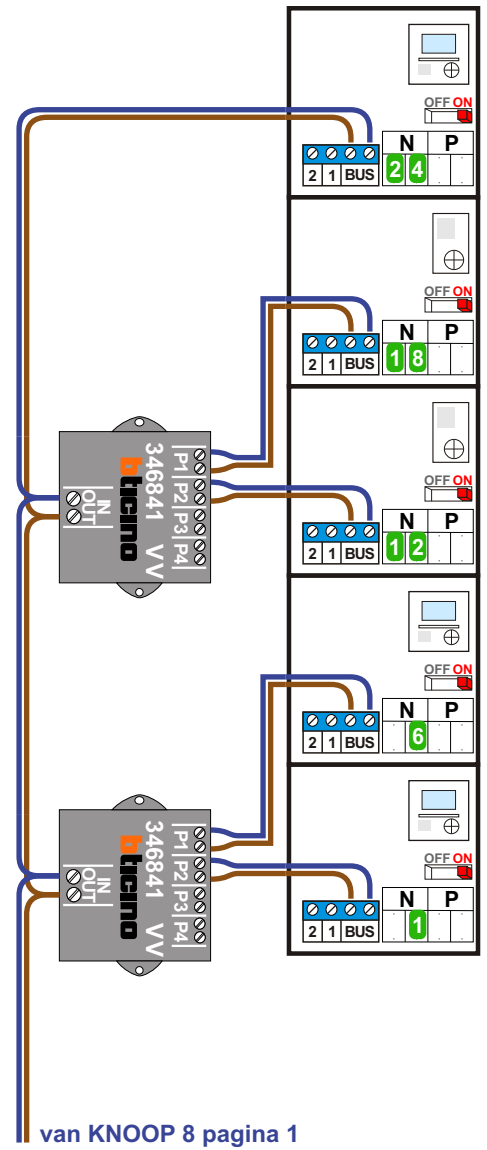 OFF ON
N P
2 4
2 1 BUS
OFF ON
N P
1 8
2 1 BUS
346841 VV
bticino
IN
OUT
P1 P2 P3 P4
OFF ON
N P
1 2
2 1 BUS
OFF ON
N P
6
2 1 BUS
346841 VV
bticino
IN
OUT
P1 P2 P3 P4
OFF ON
N P
1
2 1 BUS
van KNOOP 8 pagina 1